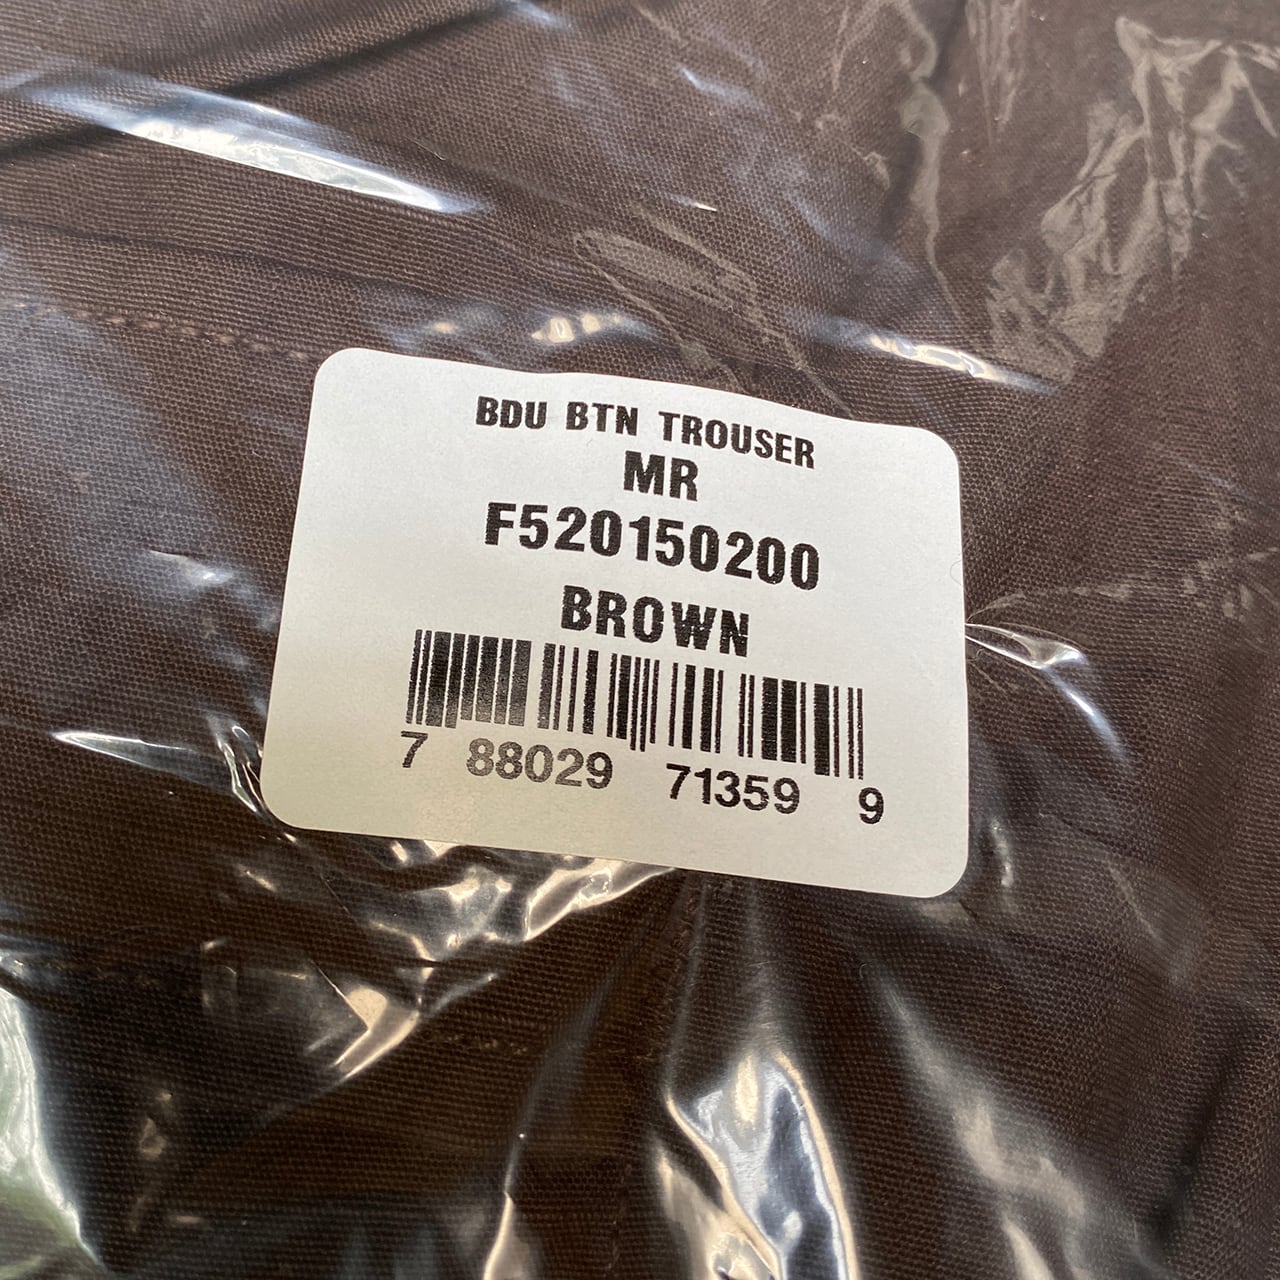 BDU BTN TROUSER
MR
F520150200
BROWN
7 88029 71359 9